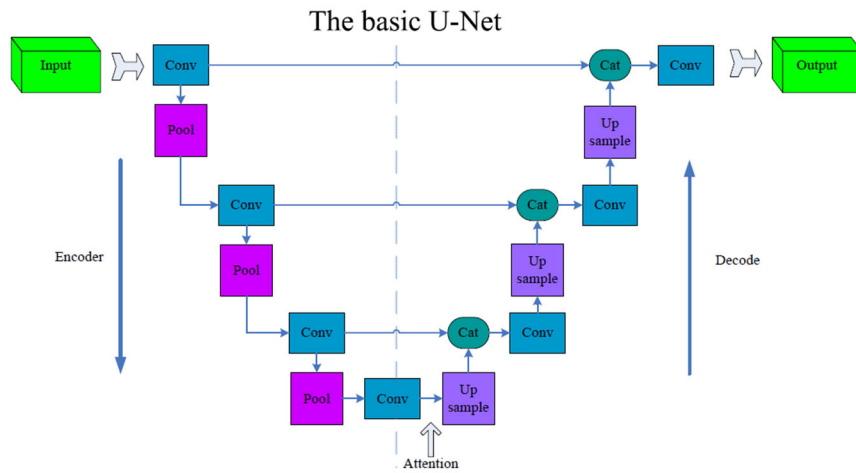 The basic U-Net
Input
Conv
Cat
Conv
Output
Pool
Up
sample
Conv
Cat
Conv
Encoder
Pool
Up
sample
Decode
Conv
Cat
Conv
Pool
Conv
Up
sample
Attention